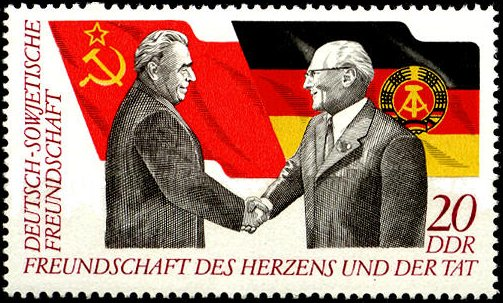 DEUTSCH-SOWJETISCHE
FREUNDSCHAFT
20
DDR
FREUNDSCHAFT DES HERZENS UND DER TAT